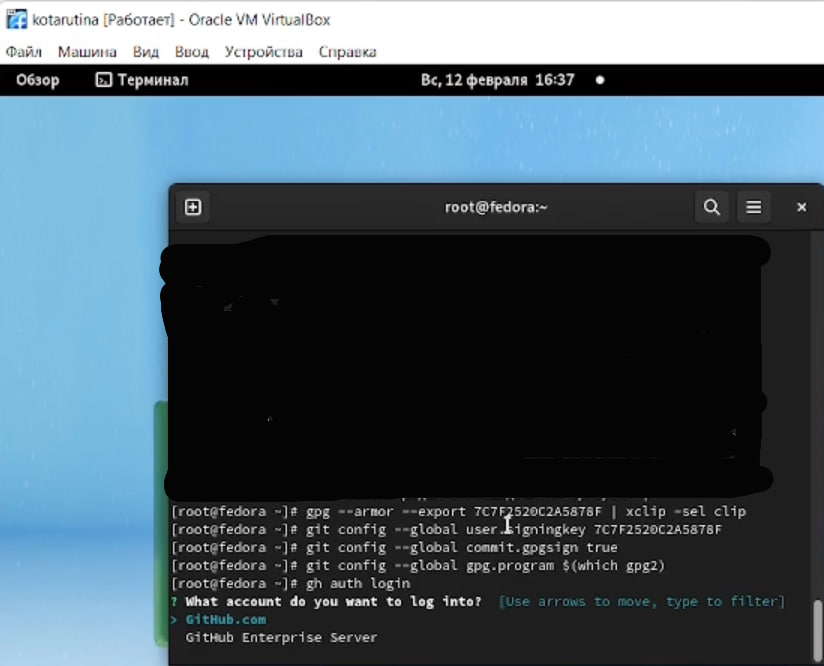 kotarutina [Работает] - Oracle VM VirtualBox
Файл Машина Вид Ввод Устройства Справка
Обзор Терминал Вс, 12 февраля 16:37
root@fedora:~
[root@fedora ~]# gpg --armor --export 7C7F2520C2A5878F | xclip -sel clip
[root@fedora ~]# git config --global user.signingkey 7C7F2520C2A5878F
[root@fedora ~]# git config --global commit.gpgsign true
[root@fedora ~]# git config --global gpg.program $(which gpg2)
[root@fedora ~]# gh auth login
? What account do you want to log into? [Use arrows to move, type to filter]
> GitHub.com
GitHub Enterprise Server